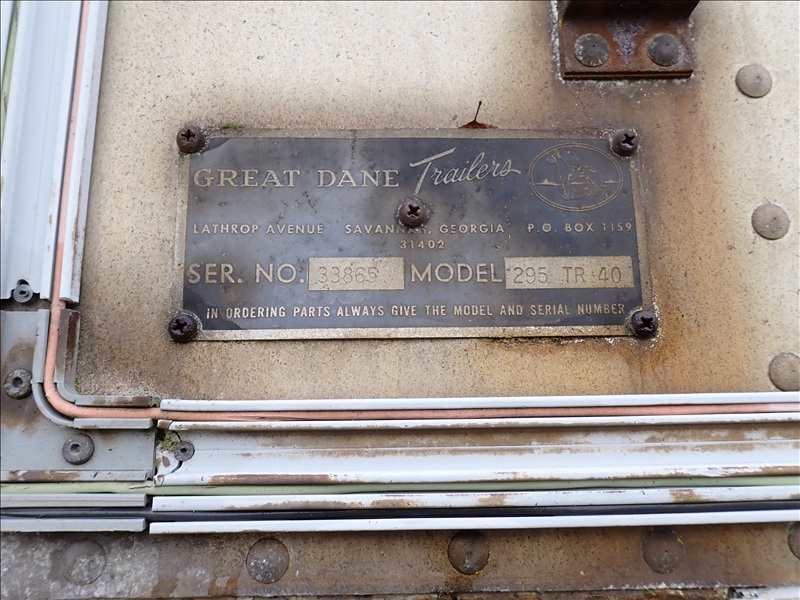 GREAT DANE Trailers
LATHROP AVENUE SAVANNAH, GEORGIA, P.O. BOX 1159
31402
SER. NO. 33865 MODEL 295 TR 40
IN ORDERING PARTS ALWAYS GIVE THE MODEL AND SERIAL NUMBER